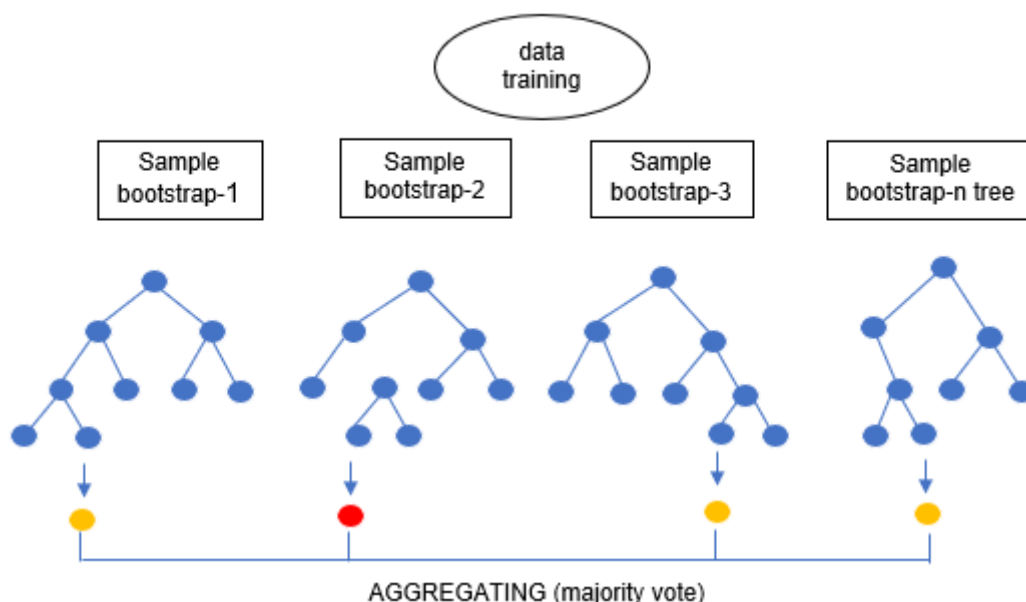 data
training
Sample
bootstrap-1
Sample
bootstrap-2
Sample
bootstrap-3
Sample
bootstrap-n tree
AGGREGATING (majority vote)